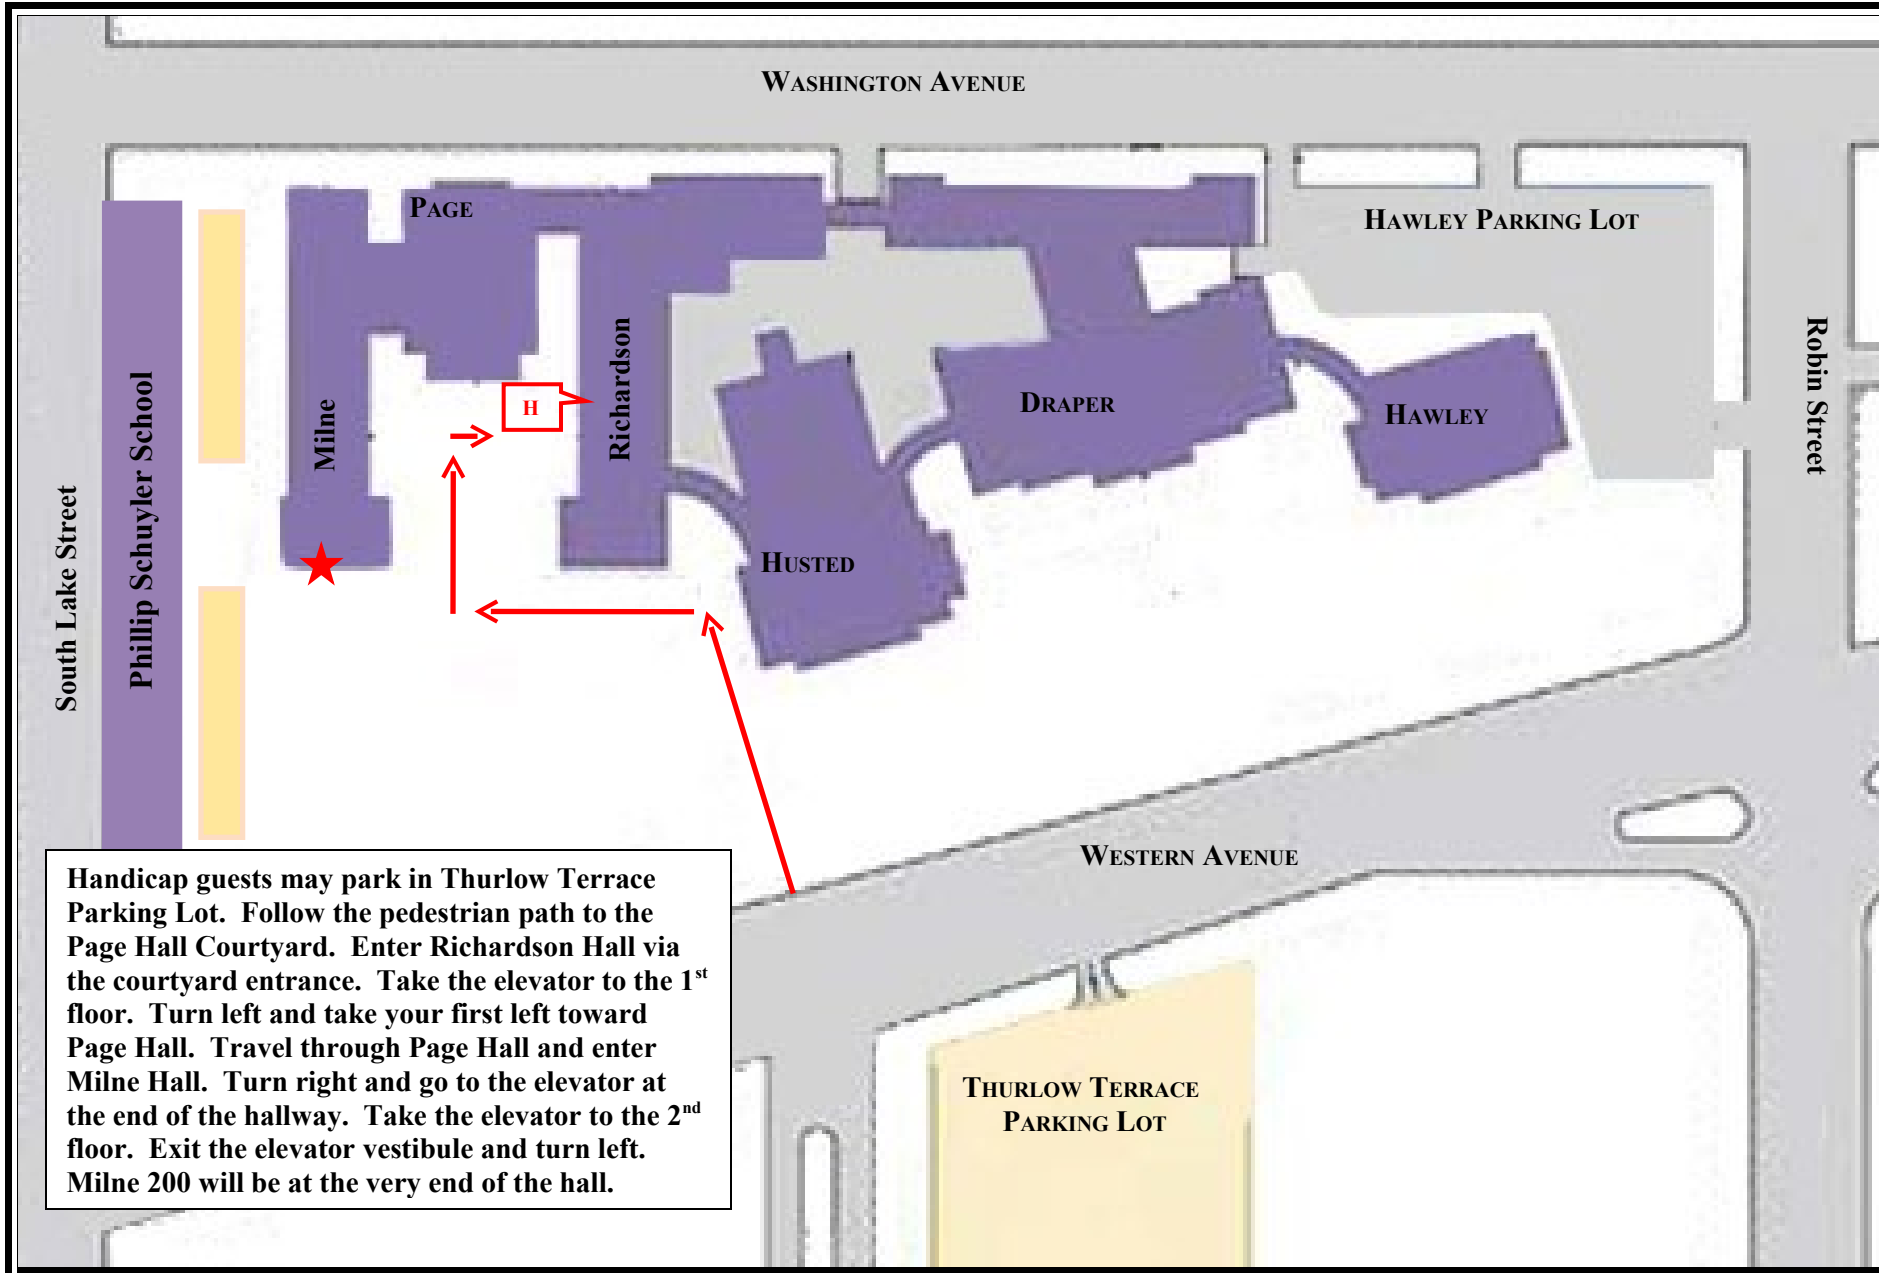 WASHINGTON AVENUE
PAGE
HAWLEY PARKING LOT
Robin Street
Richardson
Phillip Schuyler School
Milne
H
DRAPER
HAWLEY
South Lake Street
HUSTED
WESTERN AVENUE
Handicap guests may park in Thurlow Terrace
Parking Lot. Follow the pedestrian path to the
Page Hall Courtyard. Enter Richardson Hall via
the courtyard entrance. Take the elevator to the 1st
floor. Turn left and take your first left toward
Page Hall. Travel through Page Hall and enter
Milne Hall. Turn right and go to the elevator at
the end of the hallway. Take the elevator to the 2nd
floor. Exit the elevator vestibule and turn left.
Milne 200 will be at the very end of the hall.
THURLOW TERRACE
PARKING LOT